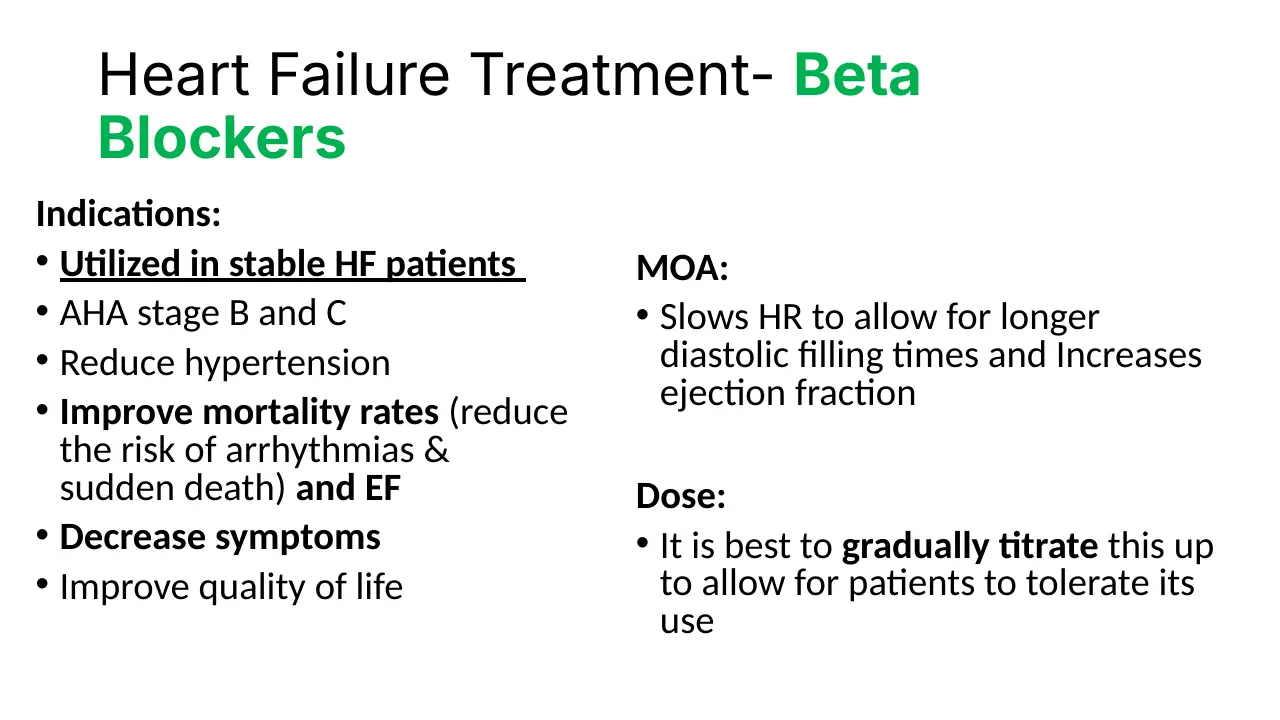 Heart Failure Treatment- Beta
Blockers
Indications:
• Utilized in stable HF patients
• AHA stage B and C
• Reduce hypertension
• Improve mortality rates (reduce
the risk of arrhythmias &
sudden death) and EF
• Decrease symptoms
• Improve quality of life
MOA:
• Slows HR to allow for longer
diastolic filling times and Increases
ejection fraction
Dose:
• It is best to gradually titrate this up
to allow for patients to tolerate its
use